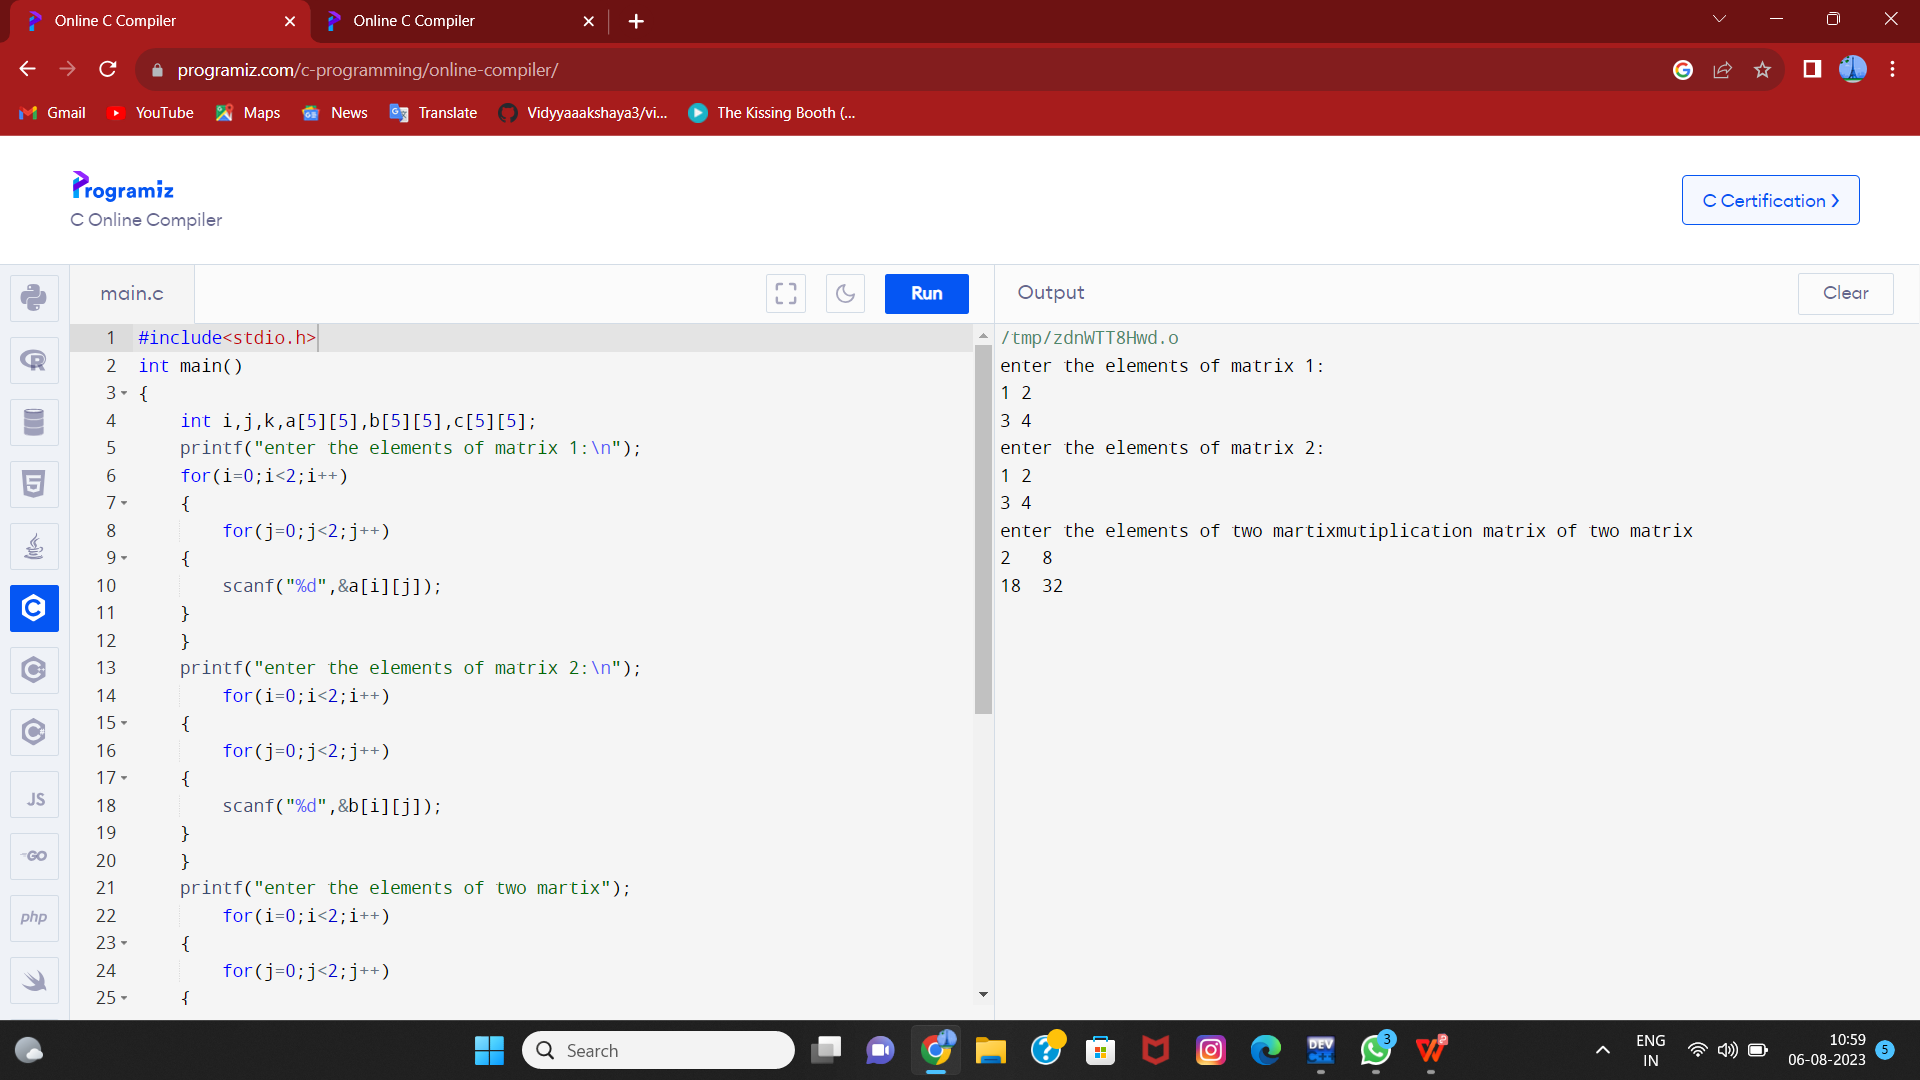 Online C Compiler
Online C Compiler
programiz.com/c-programming/online-compiler/
Gmail
YouTube
Maps
News
Translate
Vidyyaaakshaya3/vi...
The Kissing Booth (...
Programiz
C Online Compiler
C Certification
main.c
Run
Output
Clear
1 #include<stdio.h>
2 int main()
3 {
4 int i,j,k,a[5][5],b[5][5],c[5][5];
5 printf("enter the elements of matrix 1:\n");
6 for(i=0;i<2;i++)
7 {
8 for(j=0;j<2;j++)
9 {
10 scanf("%d",&a[i][j]);
11 }
12 }
13 printf("enter the elements of matrix 2:\n");
14 for(i=0;i<2;i++)
15 {
16 for(j=0;j<2;j++)
17 {
18 scanf("%d",&b[i][j]);
19 }
20 }
21 printf("enter the elements of two martix");
22 for(i=0;i<2;i++)
23 {
24 for(j=0;j<2;j++)
25 {
/tmp/zdnWTT8Hwd.o
enter the elements of matrix 1:
1 2
3 4
enter the elements of matrix 2:
1 2
3 4
enter the elements of two martixmutiplication matrix of two matrix
2 8
18 32
JS
GO
php
Search
DEV
3
ENG
IN
10:59
06-08-2023
5